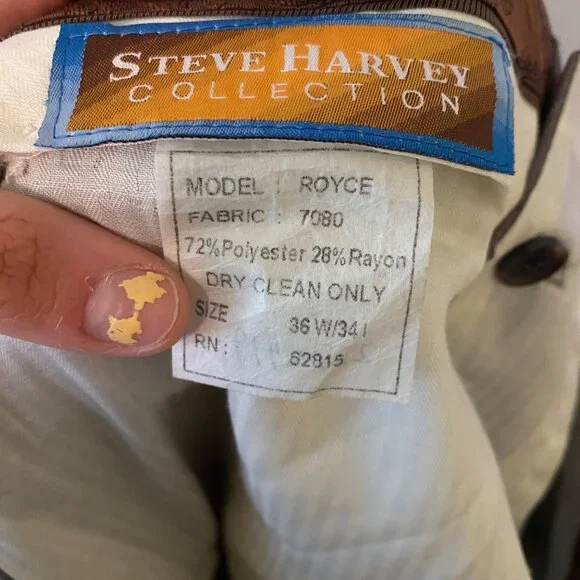 STEVE HARVEY
COLLECTION
MODEL : ROYCE
FABRIC : 7080
72%Polyester 28%Rayon
DRY CLEAN ONLY
SIZE
36 W/34 I
RN : 62815